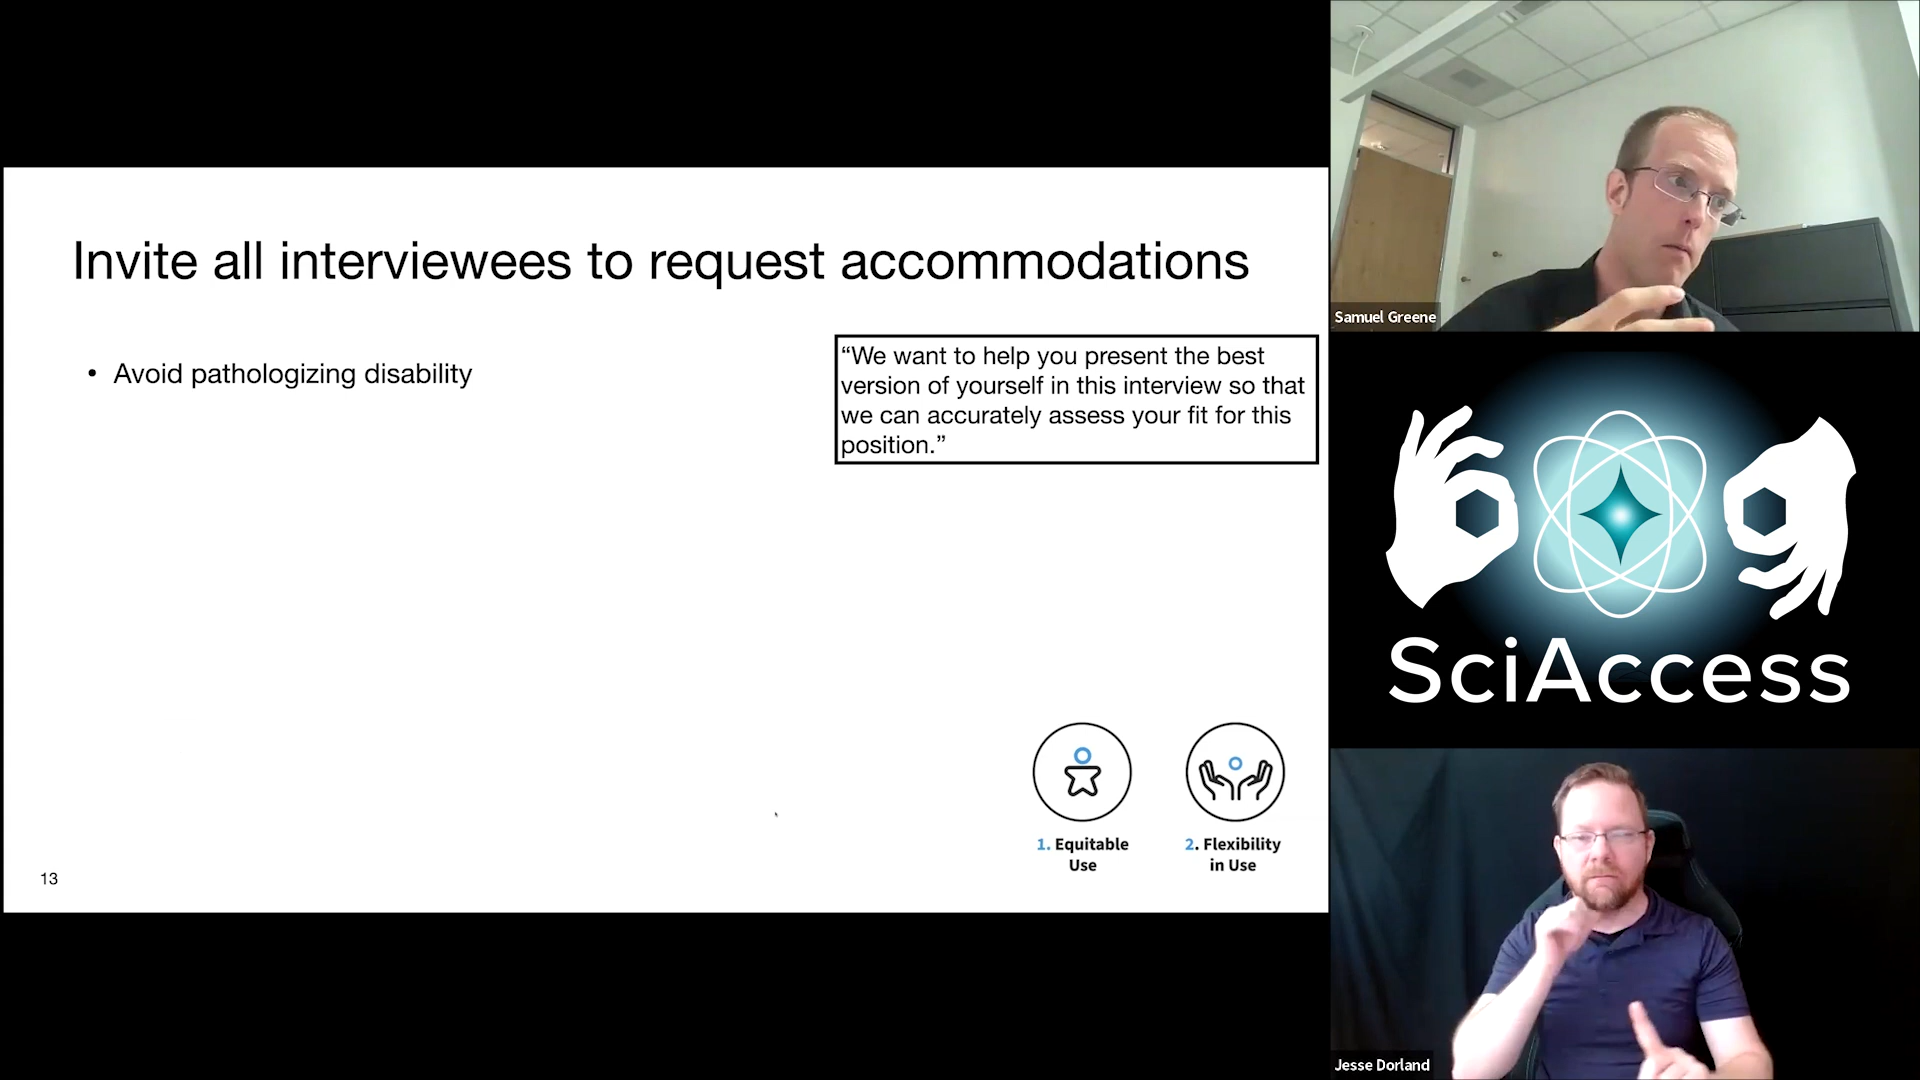 Invite all interviewees to request accommodations
• Avoid pathologizing disability
“We want to help you present the best
version of yourself in this interview so that
we can accurately assess your fit for this
position.”
1. Equitable
Use
2. Flexibility
in Use
13
Samuel Greene
SciAccess
Jesse Dorland